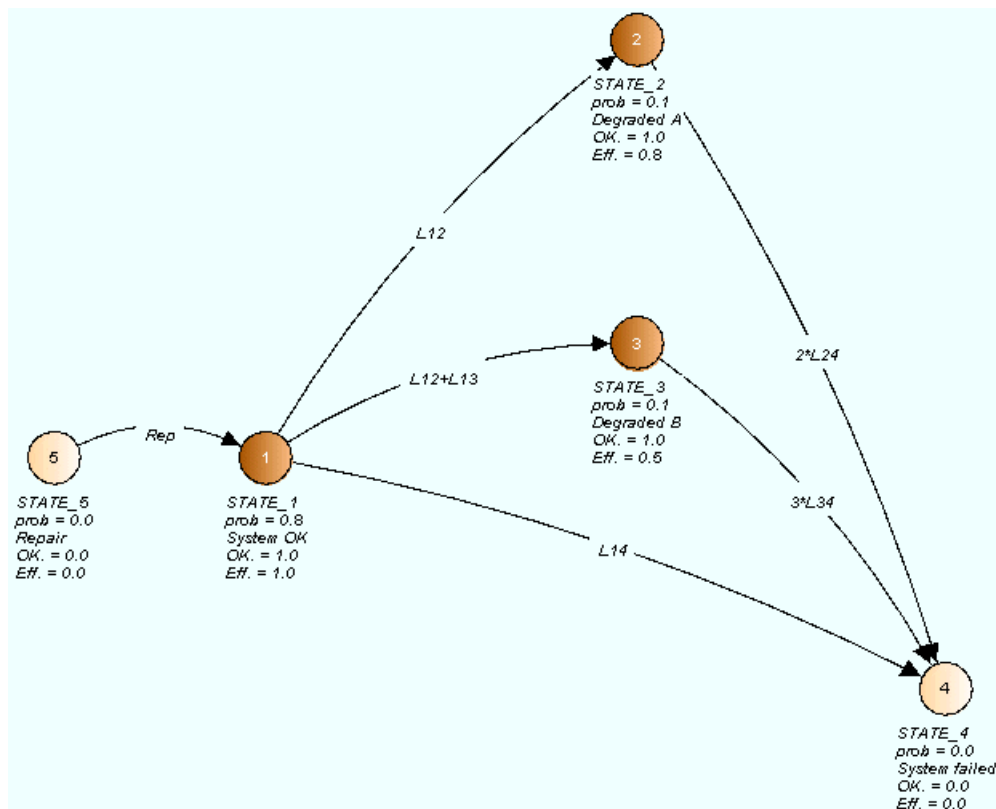 2
STATE_2
prob = 0.1
Degraded A
OK. = 1.0
Eff. = 0.8
L12
2*L24
3
STATE_3
prob = 0.1
Degraded B
OK. = 1.0
Eff. = 0.5
L12+L13
Rep
5
STATE_5
prob = 0.0
Repair
OK. = 0.0
Eff. = 0.0
1
STATE_1
prob = 0.8
System OK
OK. = 1.0
Eff. = 1.0
3*L34
L14
4
STATE_4
prob = 0.0
System failed
OK. = 0.0
Eff. = 0.0